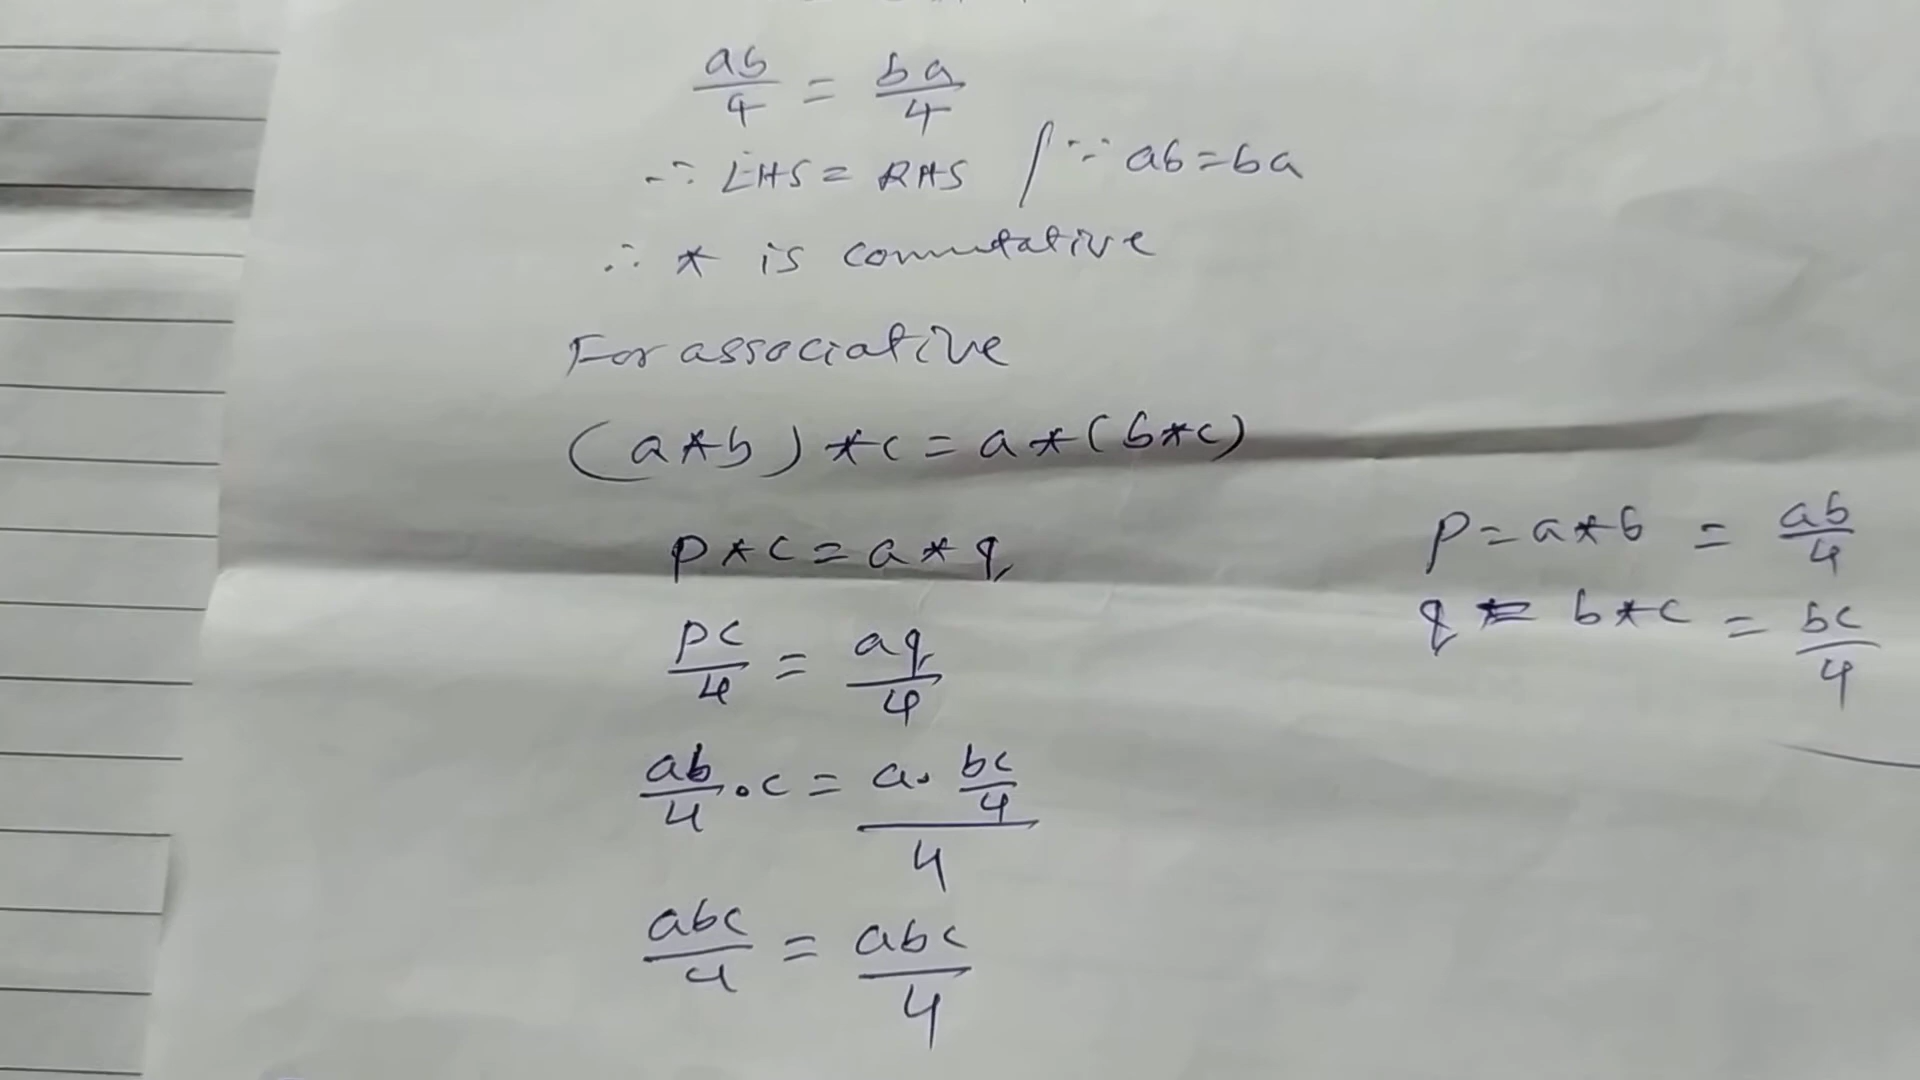 ab/4 = ba/4
∴ LHS = RHS / ∵ ab = ba
∴ * is commutative
For associative
(a*b)*c = a*(b*c)
p*c = a*q
p = a*b = ab/4
q = b*c = bc/4
pc/4 = aq/4
ab/4 . c = a. bc/4 / 4
abc/4 = abc/4